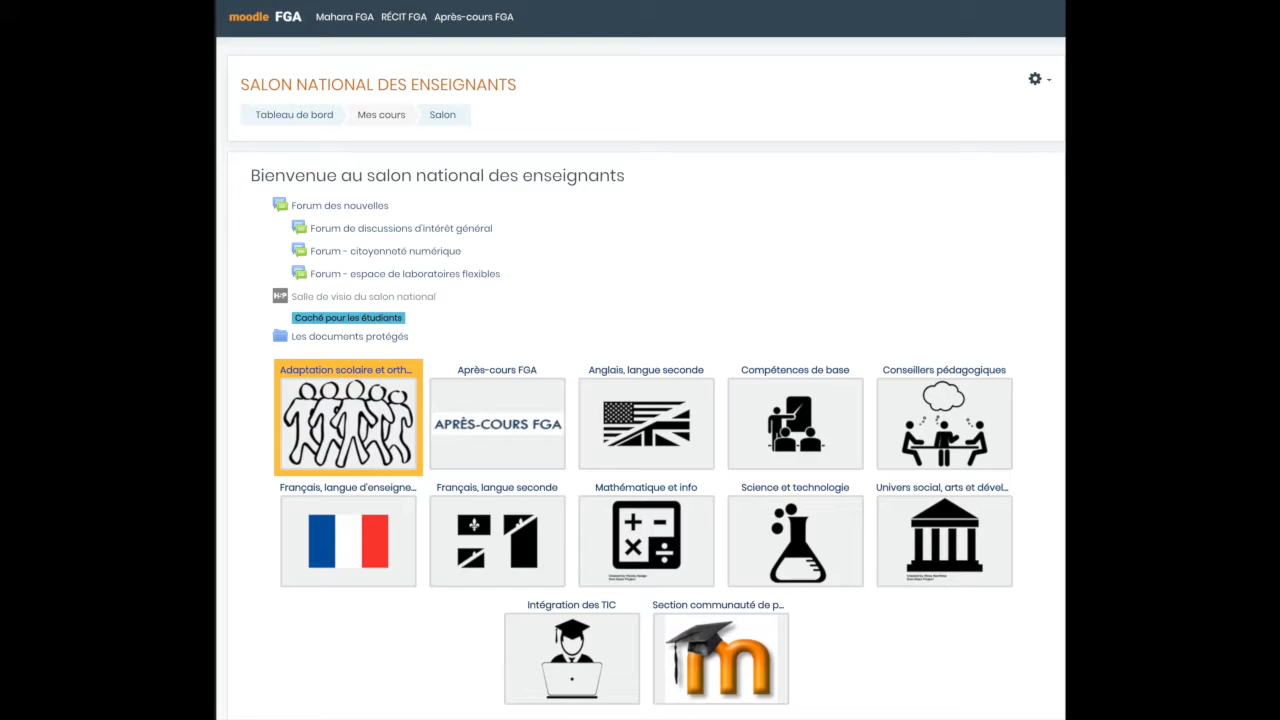 moodle FGA Mahara FGA RÉCIT FGA Après-cours FGA
SALON NATIONAL DES ENSEIGNANTS
Tableau de bord Mes cours Salon
Bienvenue au salon national des enseignants
Forum des nouvelles
Forum de discussions d'intérêt général
Forum - citoyenneté numérique
Forum - espace de laboratoires flexibles
H-P Salle de visio du salon national
Caché pour les étudiants
Les documents protégés
Adaptation scolaire et orth... Après-cours FGA Anglais, langue seconde Compétences de base Conseillers pédagogiques
APRÈS-COURS FGA
Français, langue d'enseigne... Français, langue seconde Mathématique et info Science et technologie Univers social, arts et dével...
Intégration des TIC Section communauté de p...
m